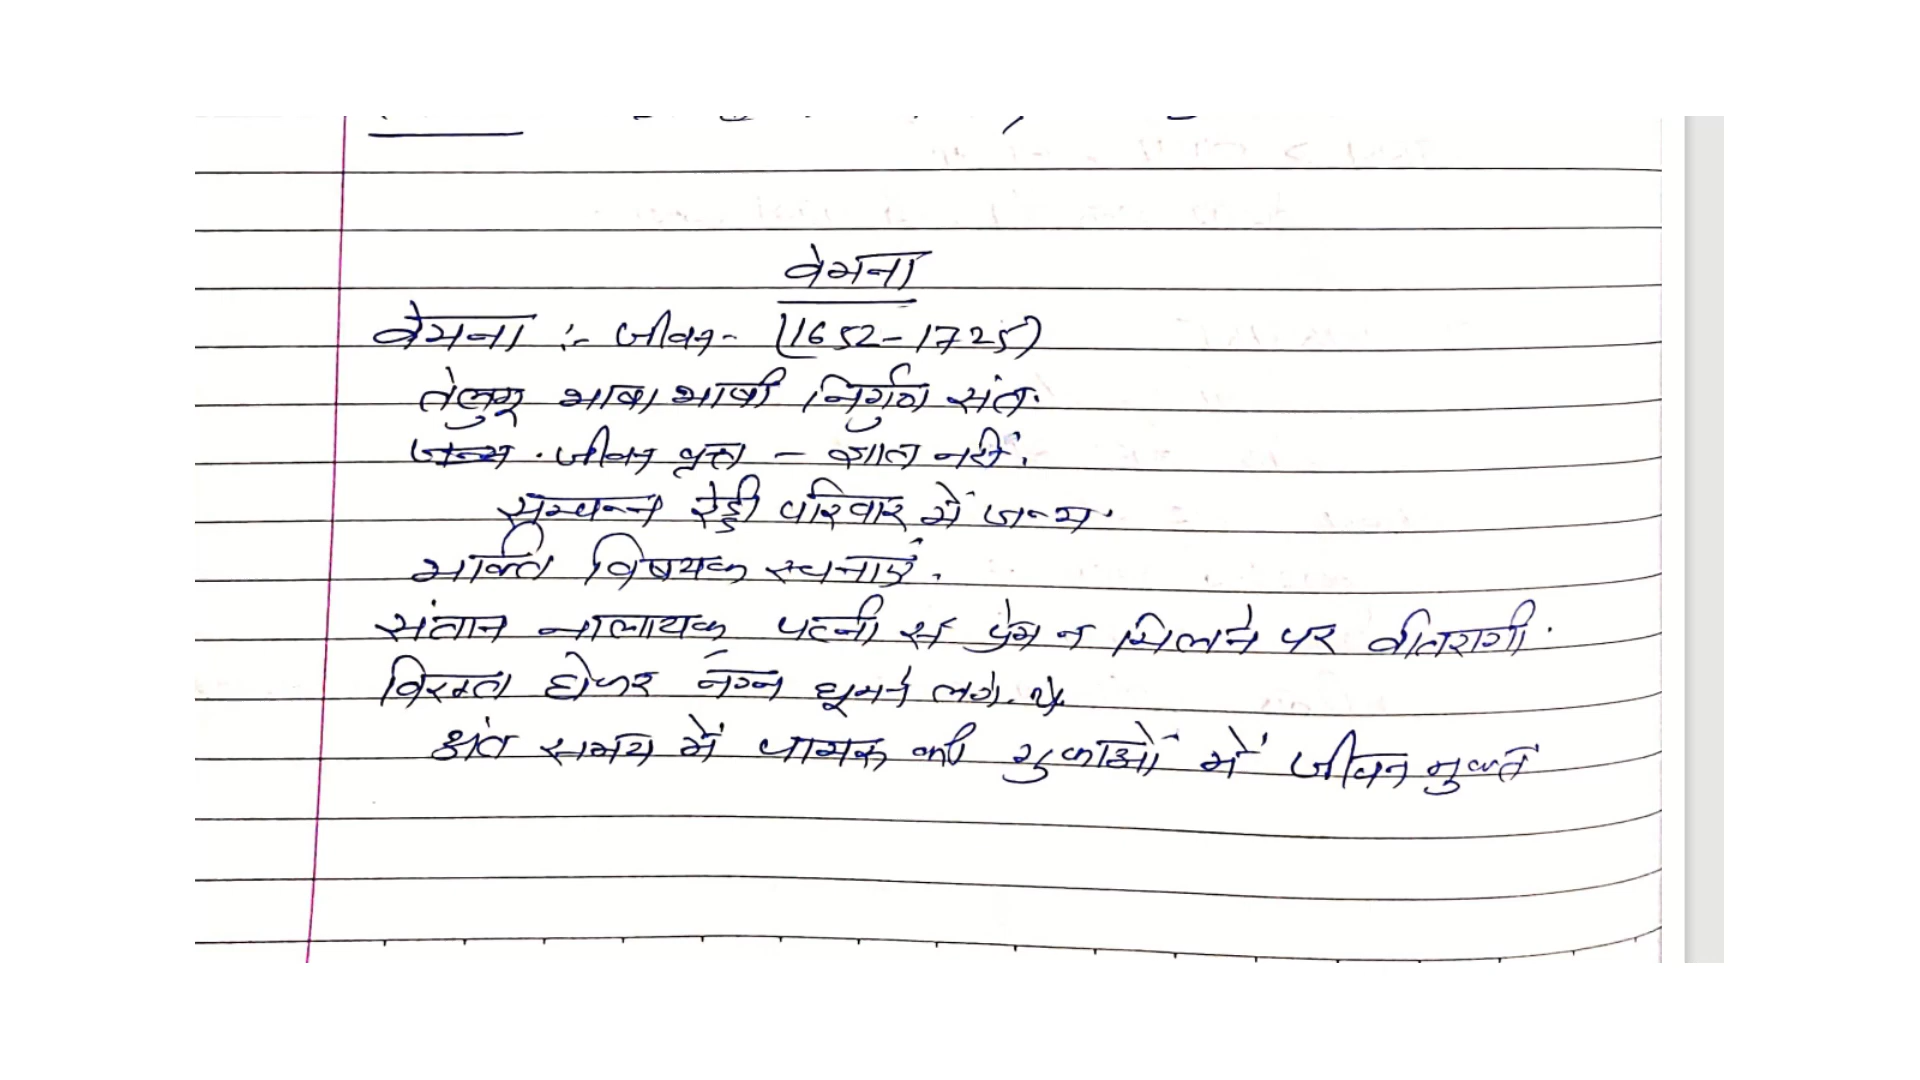 वेमना
वेमना :- जीवन - (1652-1725)
तेलुगू भाषा भाषी निर्गुण संत.
जीवन वृत्त - ज्ञात नहीं.
सम्पन्न रेड्डी परिवार में जन्म.
भक्ति विषयक रचनाएं.
संतान नालायक पत्नी से प्रेम न मिलने पर वीतरागी.
विरक्त होकर नग्न घूमने लगे थे
अंत समय में पामक की गुफाओं में जीवन मुक्त